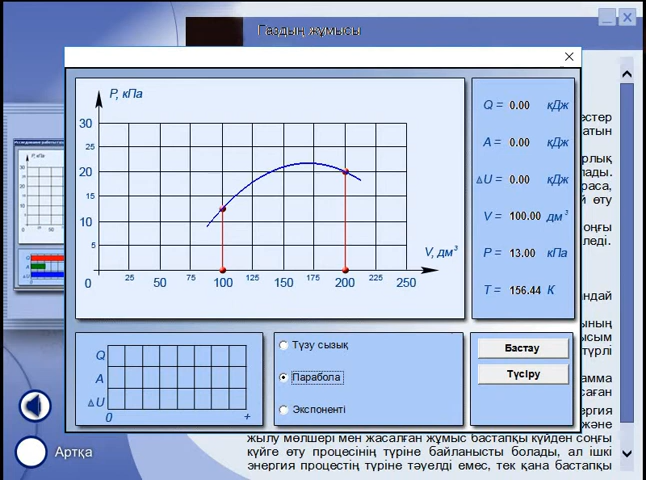 Газдың жұмысы
P, кПа
30
25
20
15
10
5
0
25
50
75
100
125
150
175
200
225
250
V, дм³
Q = 0.00 кДж
A = 0.00 кДж
△U = 0.00 кДж
V = 100.00 дм³
P = 13.00 кПа
T = 156.44 К
Q
A
△U
0
+
Түзу сызық
Парабола
Экспоненті
Бастау
Түсіру
Артқа
жылу мөлшері мен жасалған жұмыс бастапқы күйден соңғы
күйге өту процесінің түріне байланысты болады, ал ішкі
энергия процестің түріне тәуелді емес, тек қана бастапқы